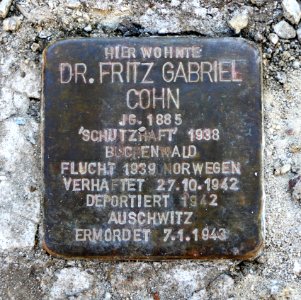 HIER WOHNTE
DR. FRITZ GABRIEL
COHN
JG. 1885
'SCHUTZHAFT' 1938
BUCHENWALD
FLUCHT 1939 NORWEGEN
VERHAFTET 27.10.1942
DEPORTIERT 1942
AUSCHWITZ
ERMORDET 7.1.1943